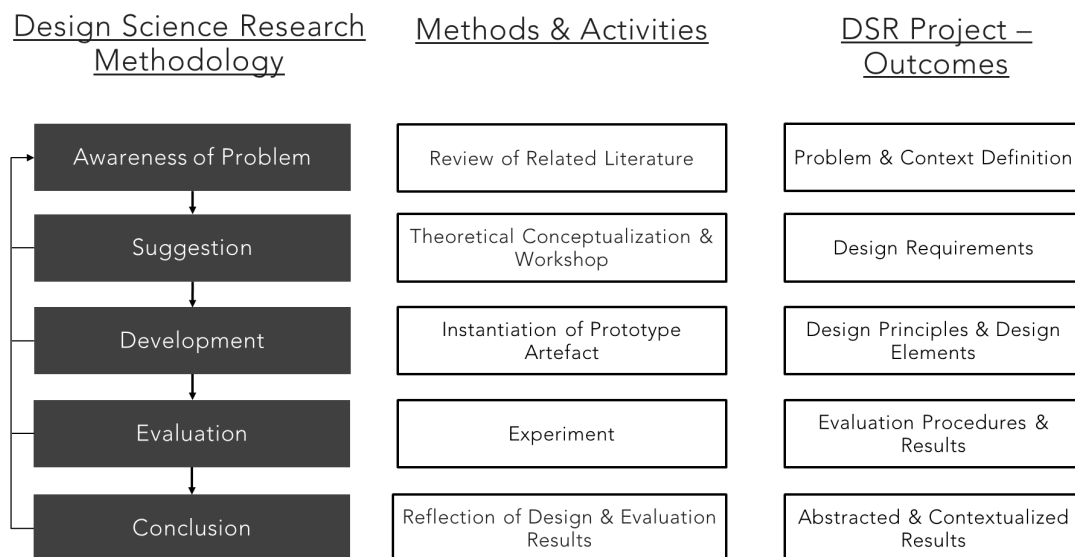 Design Science Research
Methodology
Methods & Activities
DSR Project –
Outcomes
Awareness of Problem
Review of Related Literature
Problem & Context Definition
Suggestion
Theoretical Conceptualization &
Workshop
Design Requirements
Development
Instantiation of Prototype
Artefact
Design Principles & Design
Elements
Evaluation
Experiment
Evaluation Procedures &
Results
Conclusion
Reflection of Design & Evaluation
Results
Abstracted & Contextualized
Results